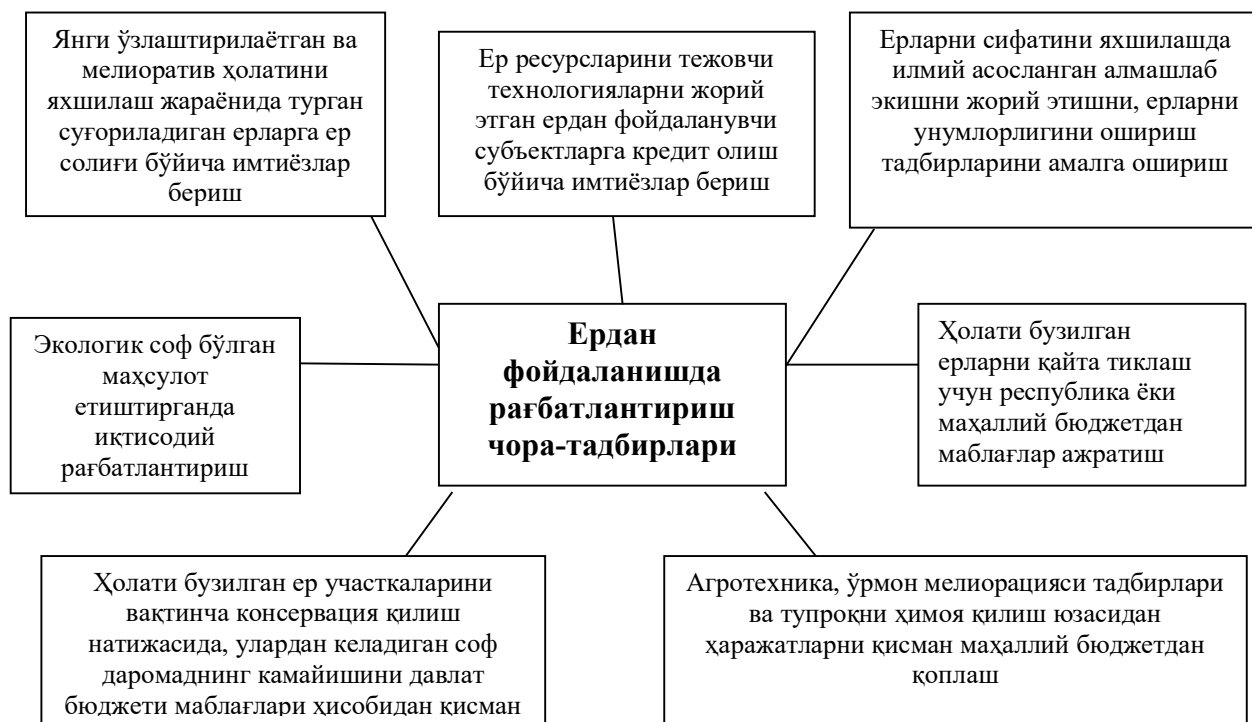 Янги ўзлаштирилаётган ва
мелиоратив ҳолатини
яхшилаш жараёнида турган
суғориладиган ерларга ер
солиғи бўйича имтиёзлар
бериш
Ер ресурсларини тежовчи
технологияларни жорий
этган ердан фойдаланувчи
субъектларга кредит олиш
бўйича имтиёзлар бериш
Ерларни сифатини яхшилашда
илмий асосланган алмашлаб
экишни жорий этишни, ерларни
унумлорлигини ошириш
тадбирларини амалга ошириш
Экологик соф бўлган
маҳсулот
етиштирганда
иқтисодий
рағбатлантириш
Ердан
фойдаланишда
рағбатлантириш
чора-тадбирлари
Ҳолати бузилган
ерларни қайта тиклаш
учун республика ёки
маҳаллий бюджетдан
маблағлар ажратиш
Ҳолати бузилган ер участкаларини
вақтинча консервация қилиш
натижасида, улардан келадиган соф
даромаднинг камайишини давлат
бюджети маблағлари ҳисобидан қисман
Агротехника, ўрмон мелиорацияси тадбирлари
ва тупроқни ҳимоя қилиш юзасидан
ҳаражатларни қисман маҳаллий бюджетдан
қоплаш